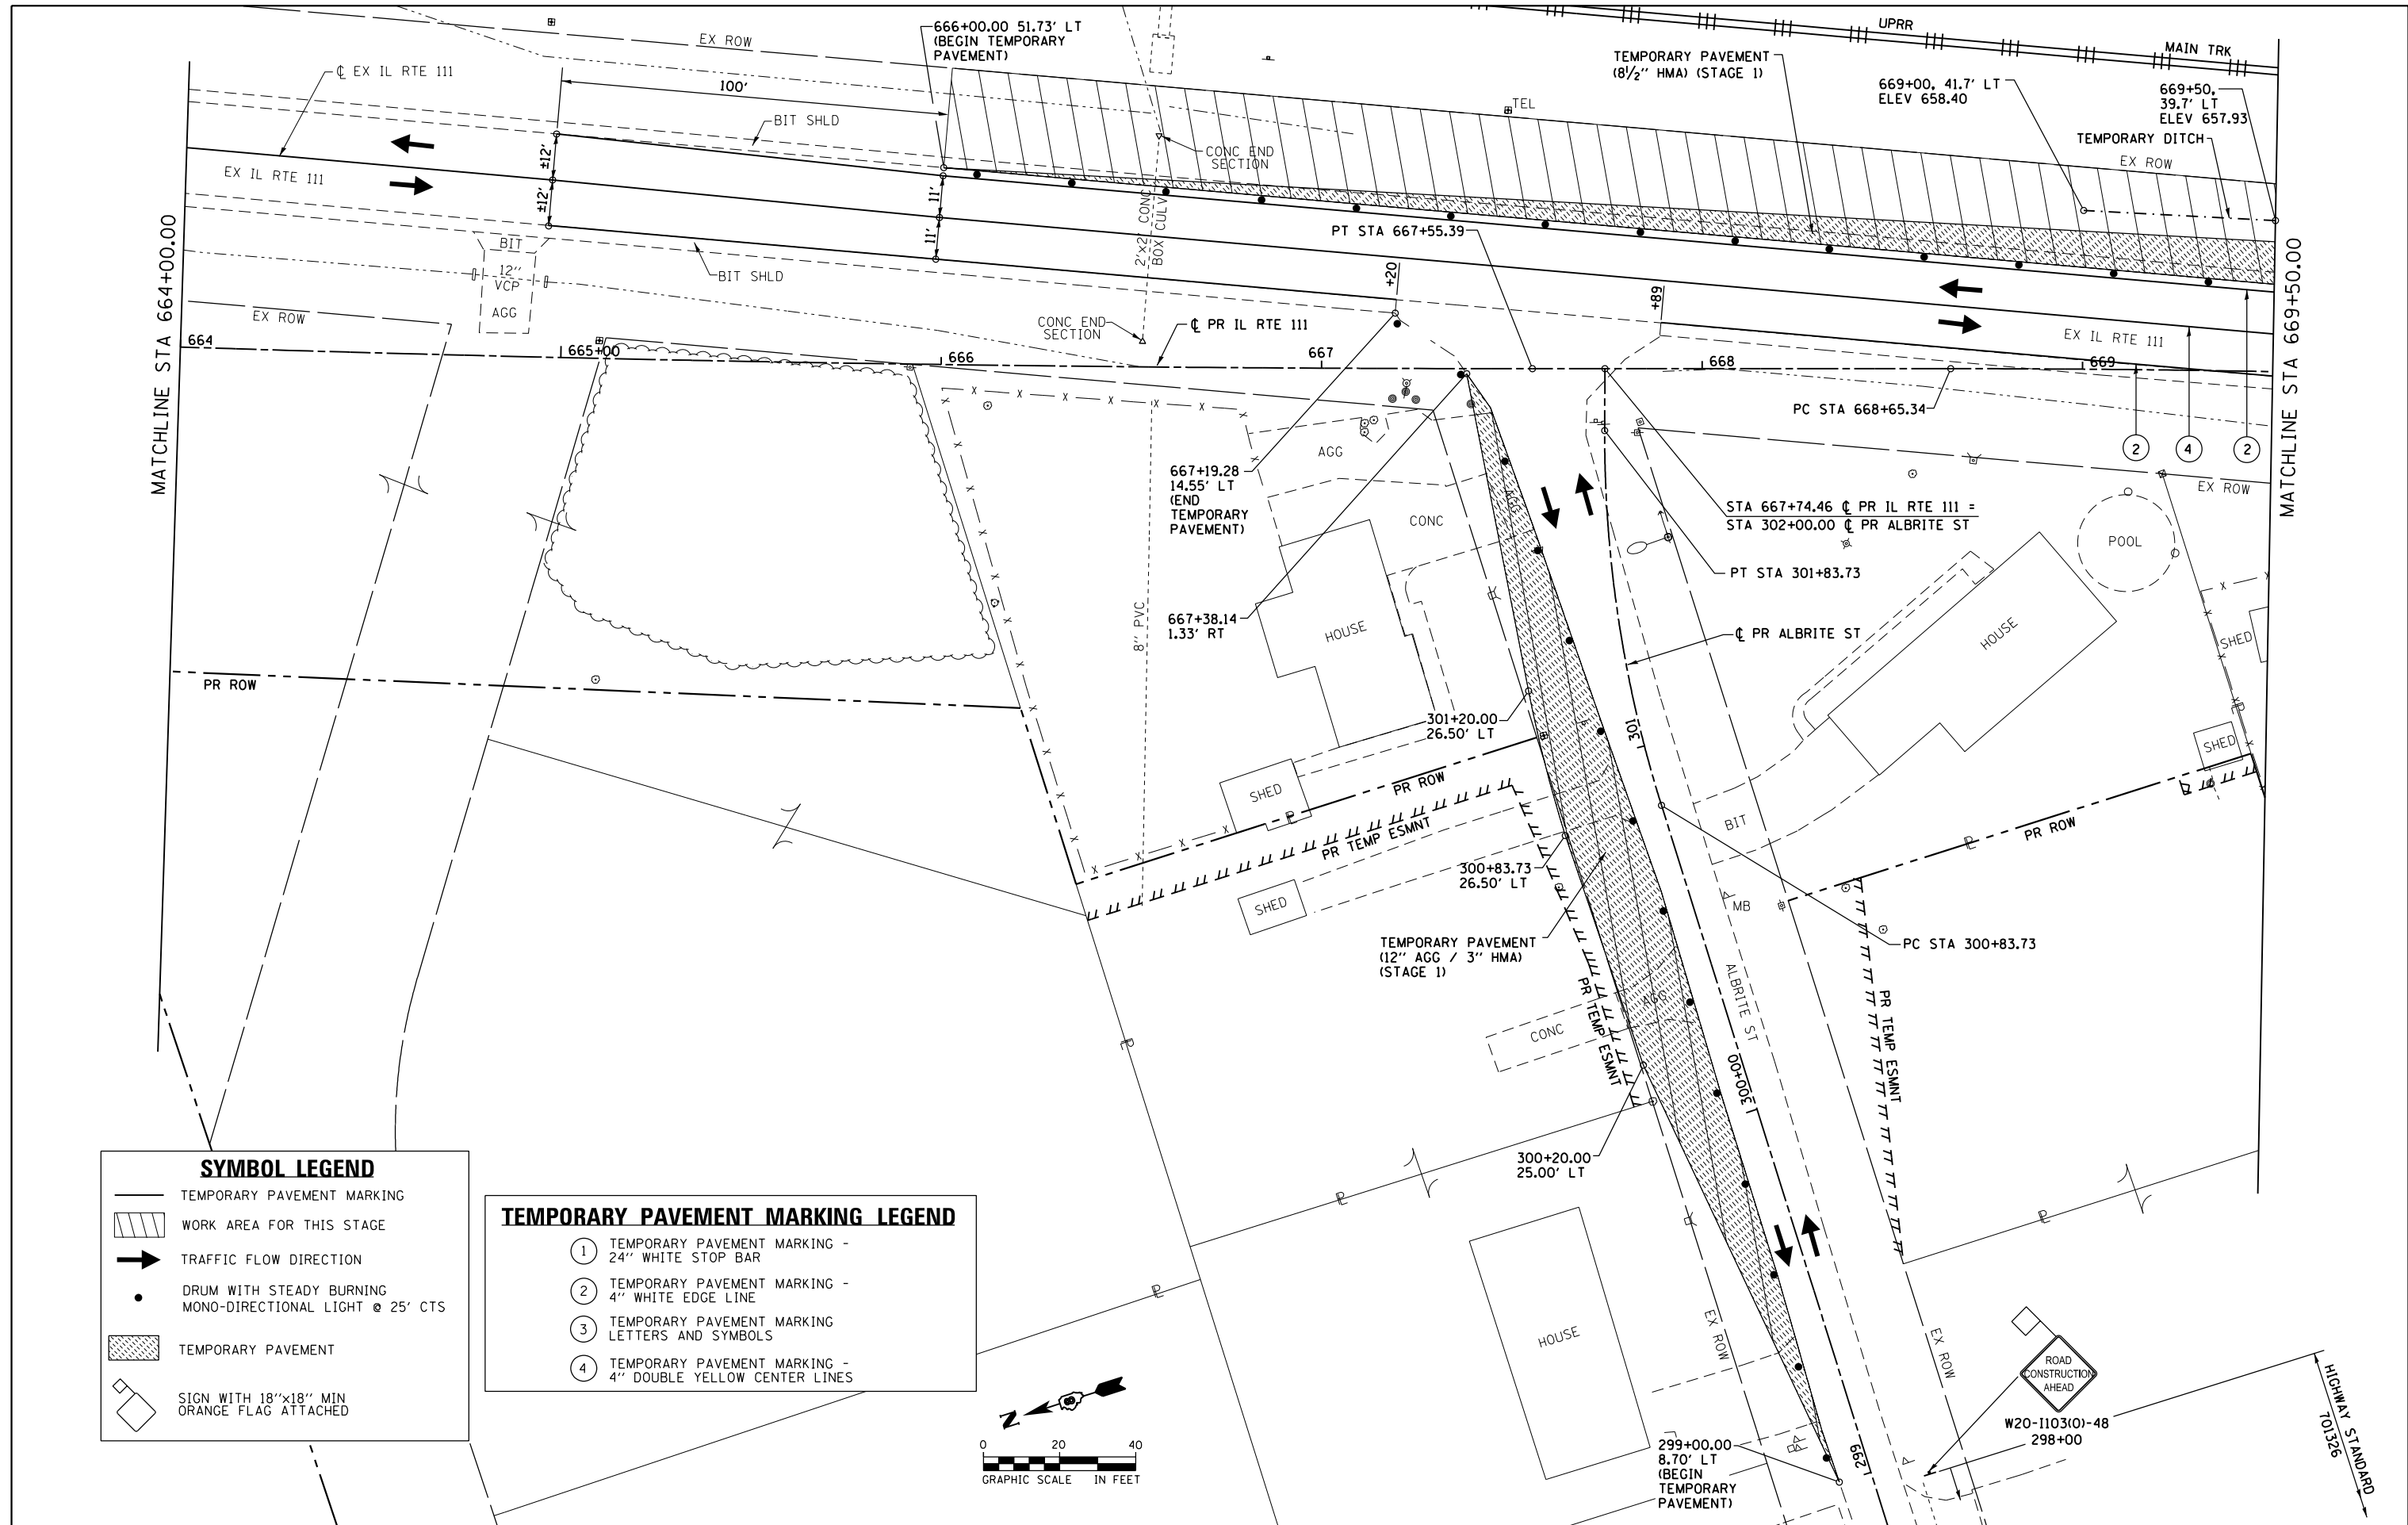 666+00.00 51.73' LT
(BEGIN TEMPORARY
PAVEMENT)
UPRR
MAIN TRK
EX ROW
TEMPORARY PAVEMENT
(8½" HMA) (STAGE 1)
℄ EX IL RTE 111
100'
669+00, 41.7' LT
ELEV 658.40
669+50,
39.7' LT
ELEV 657.93
TEL
BIT SHLD
TEMPORARY DITCH
±12'
±12'
CONC END
SECTION
EX ROW
EX IL RTE 111
11'
11'
2'x2' CONC
BOX CULV
PT STA 667+55.39
MATCHLINE STA 664+00.00
BIT
12"
VCP
AGG
BIT SHLD
+20
+89
MATCHLINE STA 669+50.00
EX ROW
CONC END
SECTION
℄ PR IL RTE 111
EX IL RTE 111
664
665+00
666
667
668
669
PC STA 668+65.34
2
4
2
AGG
667+19.28
14.55' LT
(END
TEMPORARY
PAVEMENT)
AGG
EX ROW
CONC
STA 667+74.46 ℄ PR IL RTE 111 =
STA 302+00.00 ℄ PR ALBRITE ST
POOL
PT STA 301+83.73
8" PVC
667+38.14
1.33' RT
HOUSE
℄ PR ALBRITE ST
HOUSE
SHED
PR ROW
301+20.00
26.50' LT
301
SHED
SHED
PR ROW
PR TEMP ESMNT
BIT
PR ROW
300+83.73
26.50' LT
SHED
MB
TEMPORARY PAVEMENT
(12" AGG / 3" HMA)
(STAGE 1)
PC STA 300+83.73
PR TEMP ESMNT
AGG
ALBRITE ST
PR TEMP ESMNT
CONC
300+00
300+20.00
25.00' LT
SYMBOL LEGEND
TEMPORARY PAVEMENT MARKING
WORK AREA FOR THIS STAGE
TRAFFIC FLOW DIRECTION
DRUM WITH STEADY BURNING
MONO-DIRECTIONAL LIGHT @ 25' CTS
TEMPORARY PAVEMENT
SIGN WITH 18"x18" MIN
ORANGE FLAG ATTACHED
TEMPORARY PAVEMENT MARKING LEGEND
1 TEMPORARY PAVEMENT MARKING -
24" WHITE STOP BAR
2 TEMPORARY PAVEMENT MARKING -
4" WHITE EDGE LINE
3 TEMPORARY PAVEMENT MARKING
LETTERS AND SYMBOLS
4 TEMPORARY PAVEMENT MARKING -
4" DOUBLE YELLOW CENTER LINES
HOUSE
EX ROW
EX ROW
ROAD
CONSTRUCTION
AHEAD
W20-I103(0)-48
298+00
HIGHWAY STANDARD
701326
N
0 20 40
GRAPHIC SCALE IN FEET
299+00.00
8.70' LT
(BEGIN
TEMPORARY
PAVEMENT)
299